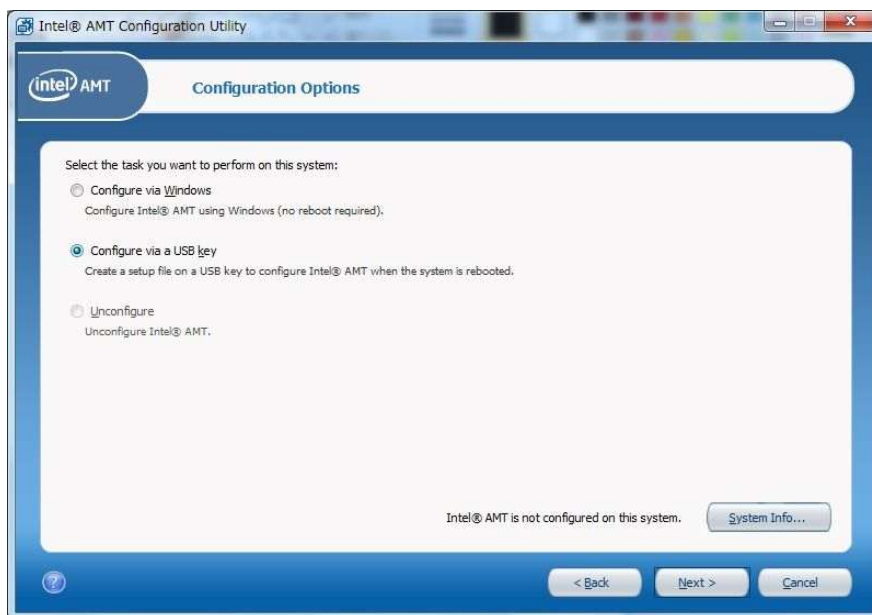 Intel® AMT Configuration Utility
intel AMT
Configuration Options
Select the task you want to perform on this system:
Configure via Windows
Configure Intel® AMT using Windows (no reboot required).
Configure via a USB key
Create a setup file on a USB key to configure Intel® AMT when the system is rebooted.
Unconfigure
Unconfigure Intel® AMT.
Intel® AMT is not configured on this system.
System Info...
?
< Back
Next >
Cancel